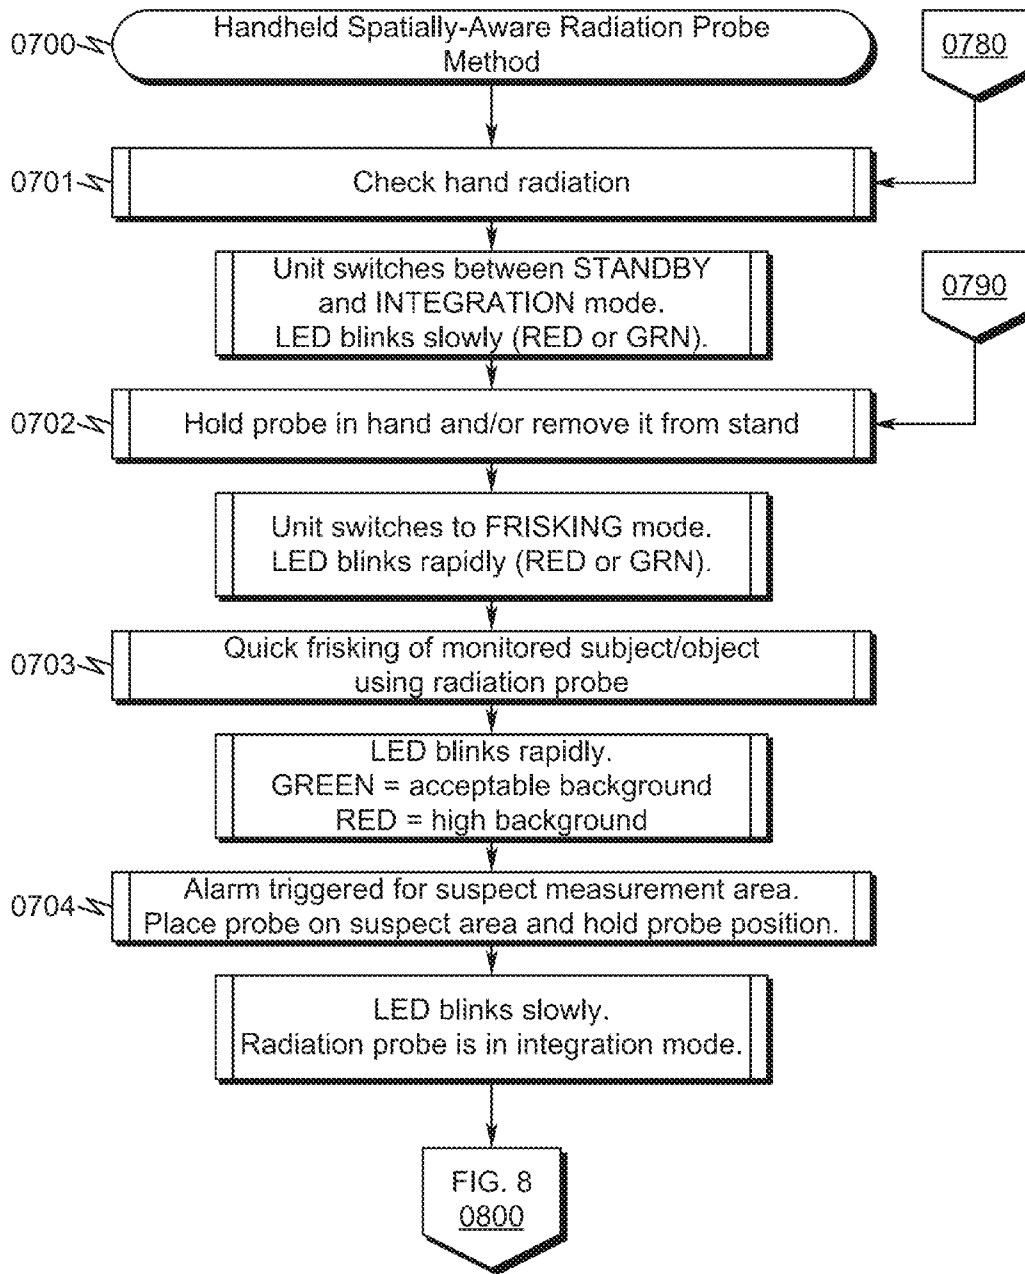 0700
Handheld Spatially-Aware Radiation Probe
Method
0780
0701
Check hand radiation
Unit switches between STANDBY
and INTEGRATION mode.
LED blinks slowly (RED or GRN).
0790
0702
Hold probe in hand and/or remove it from stand
Unit switches to FRISKING mode.
LED blinks rapidly (RED or GRN).
0703
Quick frisking of monitored subject/object
using radiation probe
LED blinks rapidly.
GREEN = acceptable background
RED = high background
0704
Alarm triggered for suspect measurement area.
Place probe on suspect area and hold probe position.
LED blinks slowly.
Radiation probe is in integration mode.
FIG. 8
0800